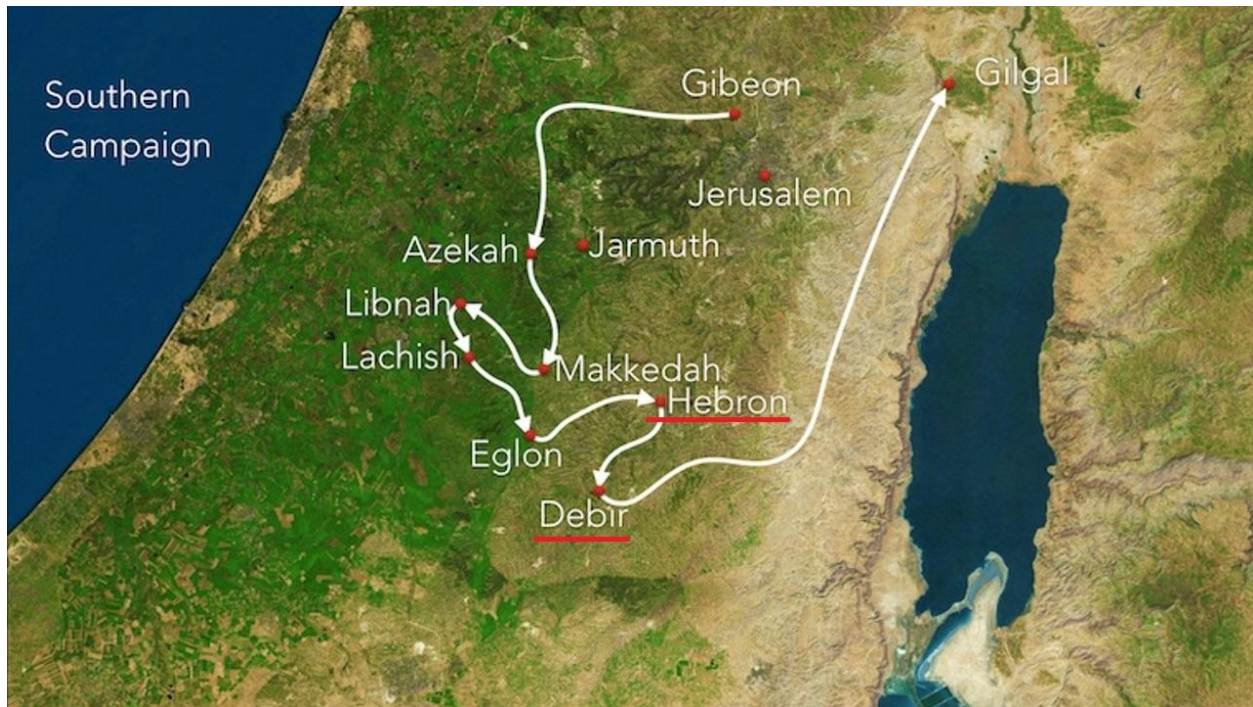 Southern
Campaign
Gibeon
Gilgal
Jerusalem
Azekah
Jarmuth
Libnah
Lachish
Makkedah
Hebron
Eglon
Debir